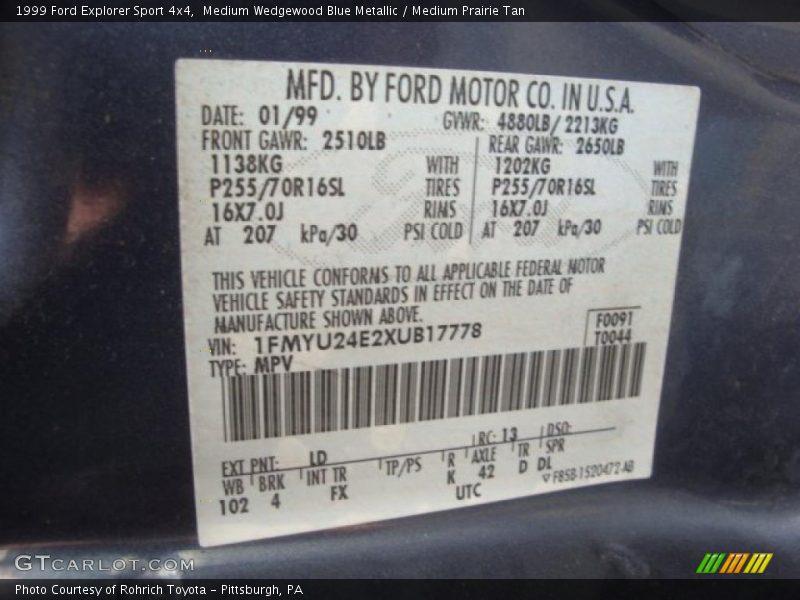 1999 Ford Explorer Sport 4x4, Medium Wedgewood Blue Metallic / Medium Prairie Tan
MFD. BY FORD MOTOR CO. IN U.S.A.
DATE: 01/99 GVWR: 4880LB/ 2213KG
FRONT GAWR: 2510LB REAR GAWR: 2650LB
1138KG WITH 1202KG WITH
P255/70R16SL TIRES P255/70R16SL TIRES
16X7.0J RIMS 16X7.0J RIMS
AT 207 kPa/30 PSI COLD AT 207 kPa/30 PSI COLD
THIS VEHICLE CONFORMS TO ALL APPLICABLE FEDERAL MOTOR
VEHICLE SAFETY STANDARDS IN EFFECT ON THE DATE OF
MANUFACTURE SHOWN ABOVE.
F0091
VIN: 1FMYU24E2XUB17778 T0044
TYPE: MPV
EXT PNT: LD RC: 13 DSO:
WB BRK INT TR TP/PS R AXLE TR SPR
102 4 FX K 42 D DL
UTC F85B-1520472-AB
GTCARLOT.COM
Photo Courtesy of Rohrich Toyota - Pittsburgh, PA